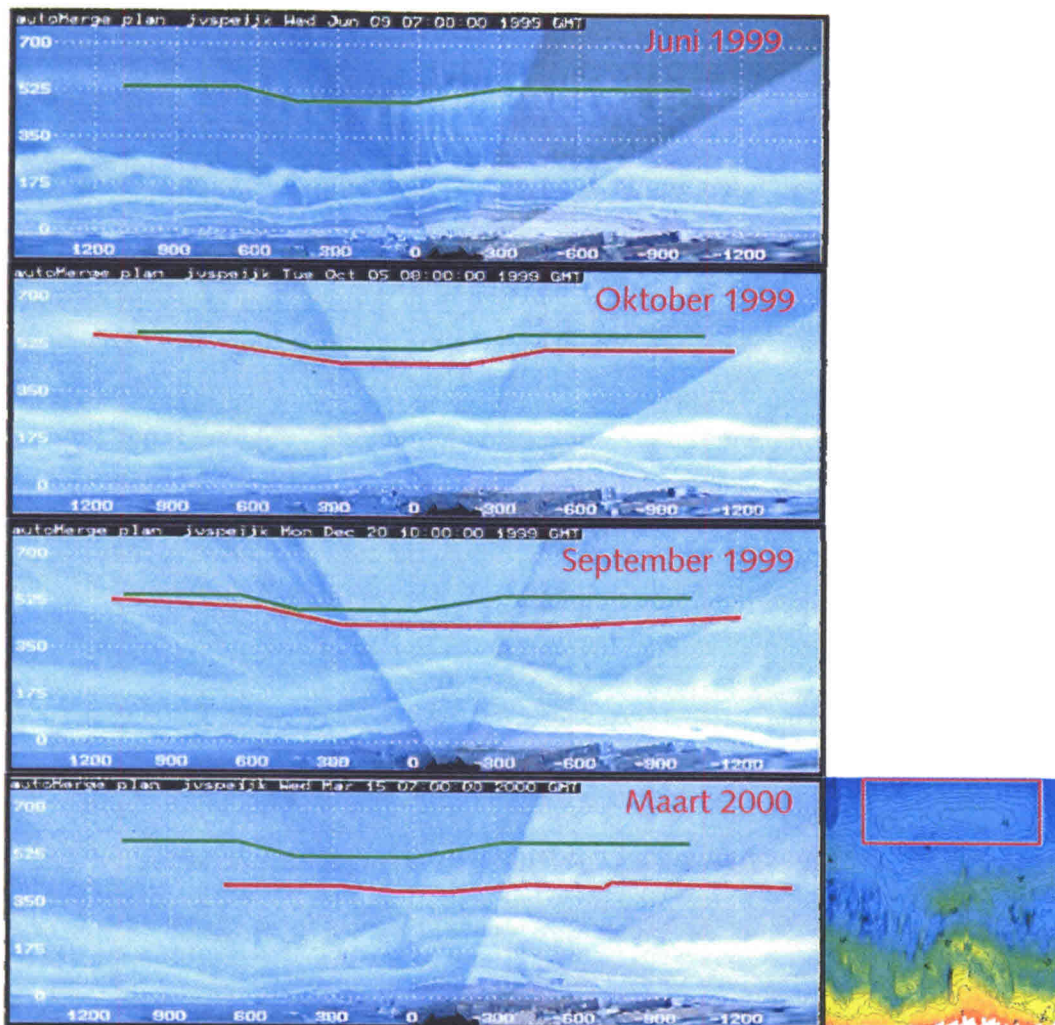 autoMerge plan jvspeijk Wed Jun 09 07:00:00 1999 GMT
Juni 1999
700
525
350
175
0
1200 900 600 300 0 -300 -600 -900 -1200
autoMerge plan jvspeijk Tue Oct 05 08:00:00 1999 GMT
Oktober 1999
700
525
350
175
0
1200 900 600 300 0 -300 -600 -900 -1200
autoMerge plan jvspeijk Mon Dec 20 10:00:00 1999 GMT
September 1999
700
525
350
175
0
1200 900 600 300 0 -300 -600 -900 -1200
autoMerge plan jvspeijk Wed Mar 15 07:00:00 2000 GMT
Maart 2000
700
525
350
175
0
1200 900 600 300 0 -300 -600 -900 -1200